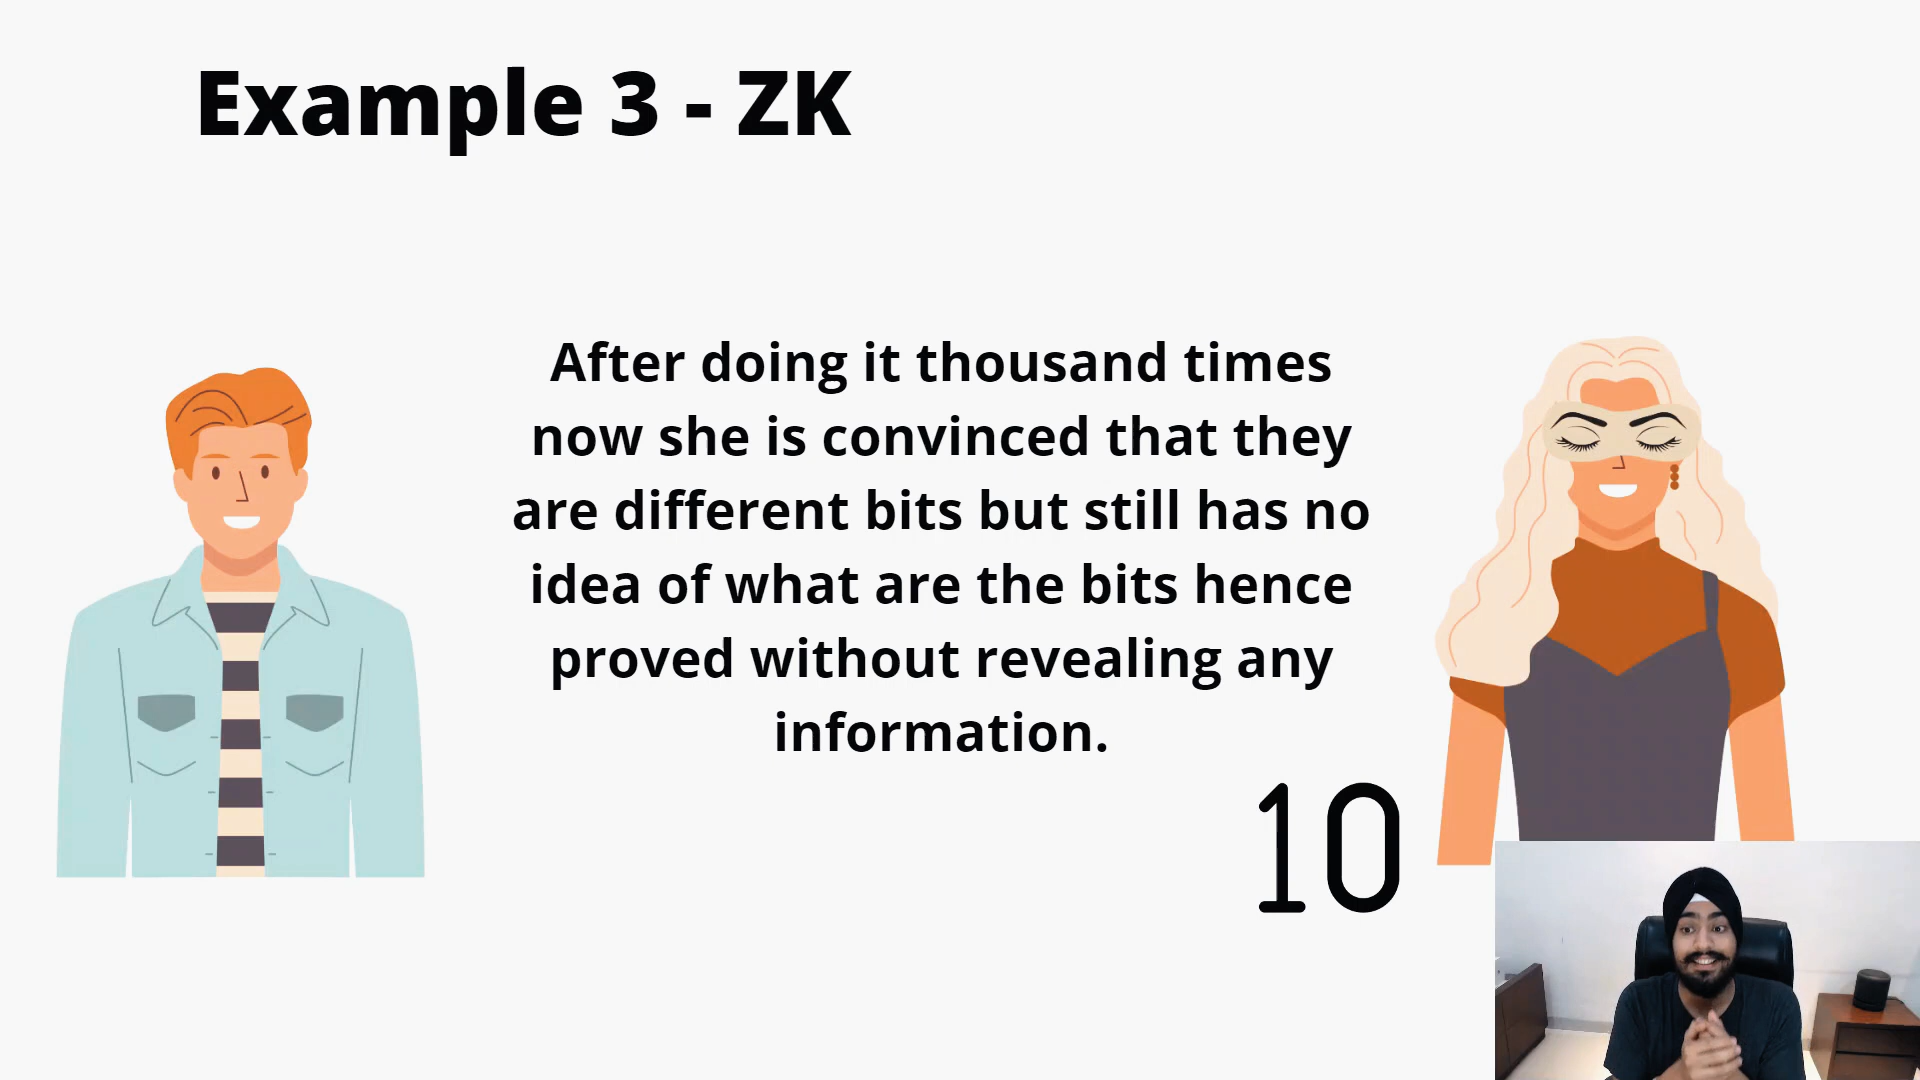 Example 3 - ZK
After doing it thousand times
now she is convinced that they
are different bits but still has no
idea of what are the bits hence
proved without revealing any
information.
10